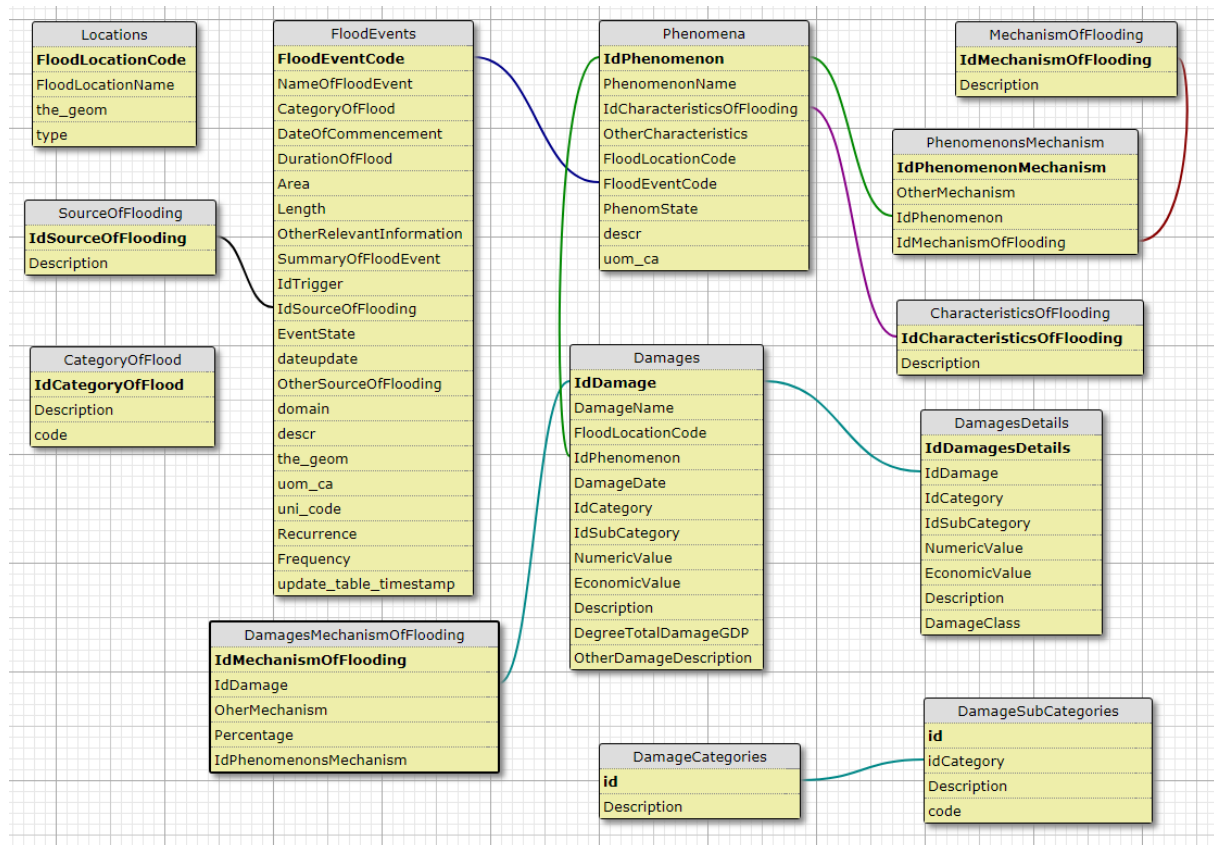 Locations
FloodLocationCode
FloodLocationName
the_geom
type
SourceOfFlooding
IdSourceOfFlooding
Description
CategoryOfFlood
IdCategoryOfFlood
Description
code
FloodEvents
FloodEventCode
NameOfFloodEvent
CategoryOfFlood
DateOfCommencement
DurationOfFlood
Area
Length
OtherRelevantInformation
SummaryOfFloodEvent
IdTrigger
IdSourceOfFlooding
EventState
dateupdate
OtherSourceOfFlooding
domain
descr
the_geom
uom_ca
uni_code
Recurrence
Frequency
update_table_timestamp
DamagesMechanismOfFlooding
IdMechanismOfFlooding
IdDamage
OherMechanism
Percentage
IdPhenomenonsMechanism
Phenomena
IdPhenomenon
PhenomenonName
IdCharacteristicsOfFlooding
OtherCharacteristics
FloodLocationCode
FloodEventCode
PhenomState
descr
uom_ca
Damages
IdDamage
DamageName
FloodLocationCode
IdPhenomenon
DamageDate
IdCategory
IdSubCategory
NumericValue
EconomicValue
Description
DegreeTotalDamageGDP
OtherDamageDescription
DamageCategories
id
Description
MechanismOfFlooding
IdMechanismOfFlooding
Description
PhenomenonsMechanism
IdPhenomenonMechanism
OtherMechanism
IdPhenomenon
IdMechanismOfFlooding
CharacteristicsOfFlooding
IdCharacteristicsOfFlooding
Description
DamagesDetails
IdDamagesDetails
IdDamage
IdCategory
IdSubCategory
NumericValue
EconomicValue
Description
DamageClass
DamageSubCategories
id
idCategory
Description
code